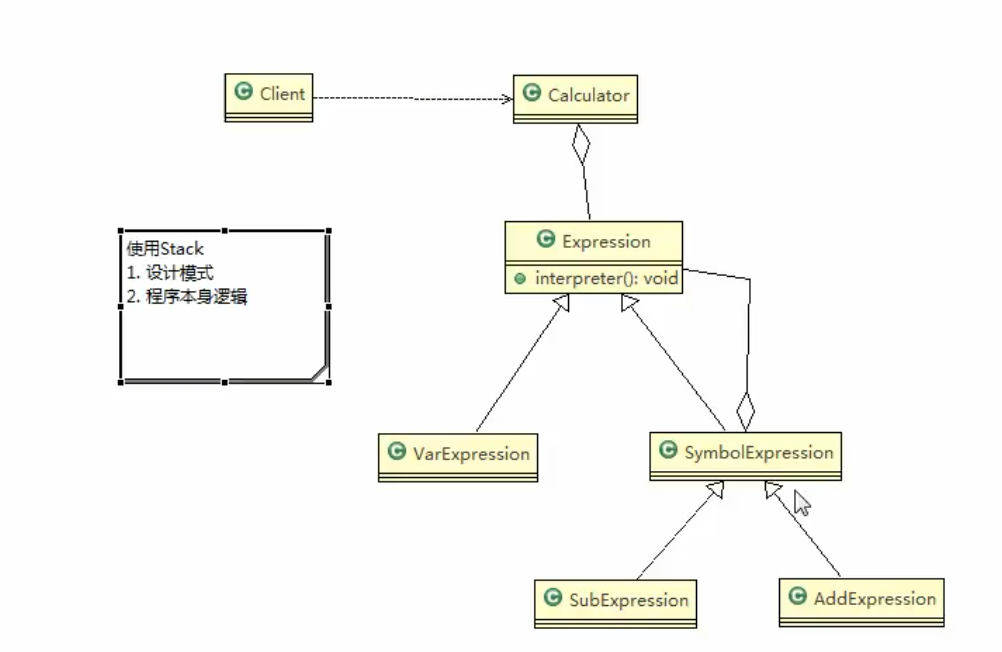 Client
Calculator
使用Stack
1. 设计模式
2. 程序本身逻辑
Expression
interpreter(): void
VarExpression
SymbolExpression
SubExpression
AddExpression